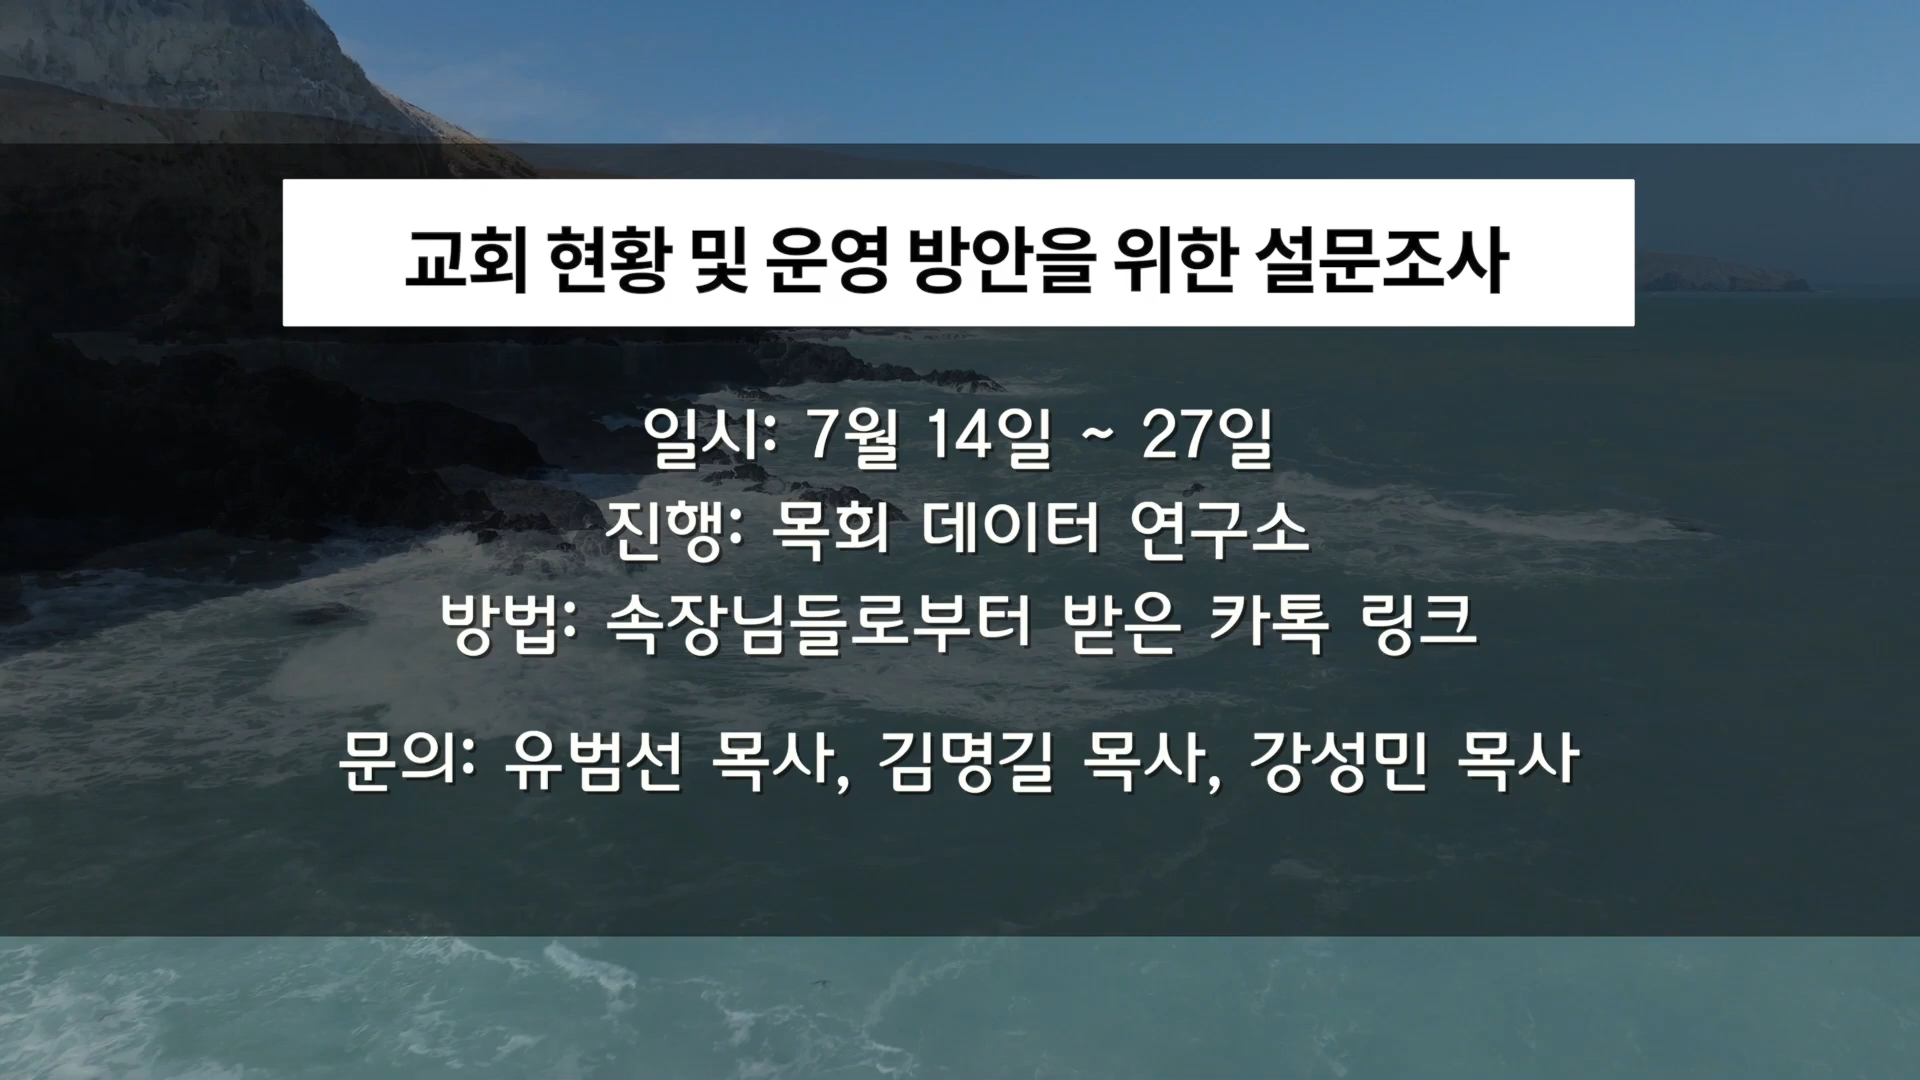 교회 현황 및 운영 방안을 위한 설문조사
일시: 7월 14일 ~ 27일
진행: 목회 데이터 연구소
방법: 속장님들로부터 받은 카톡 링크
문의: 유범선 목사, 김명길 목사, 강성민 목사